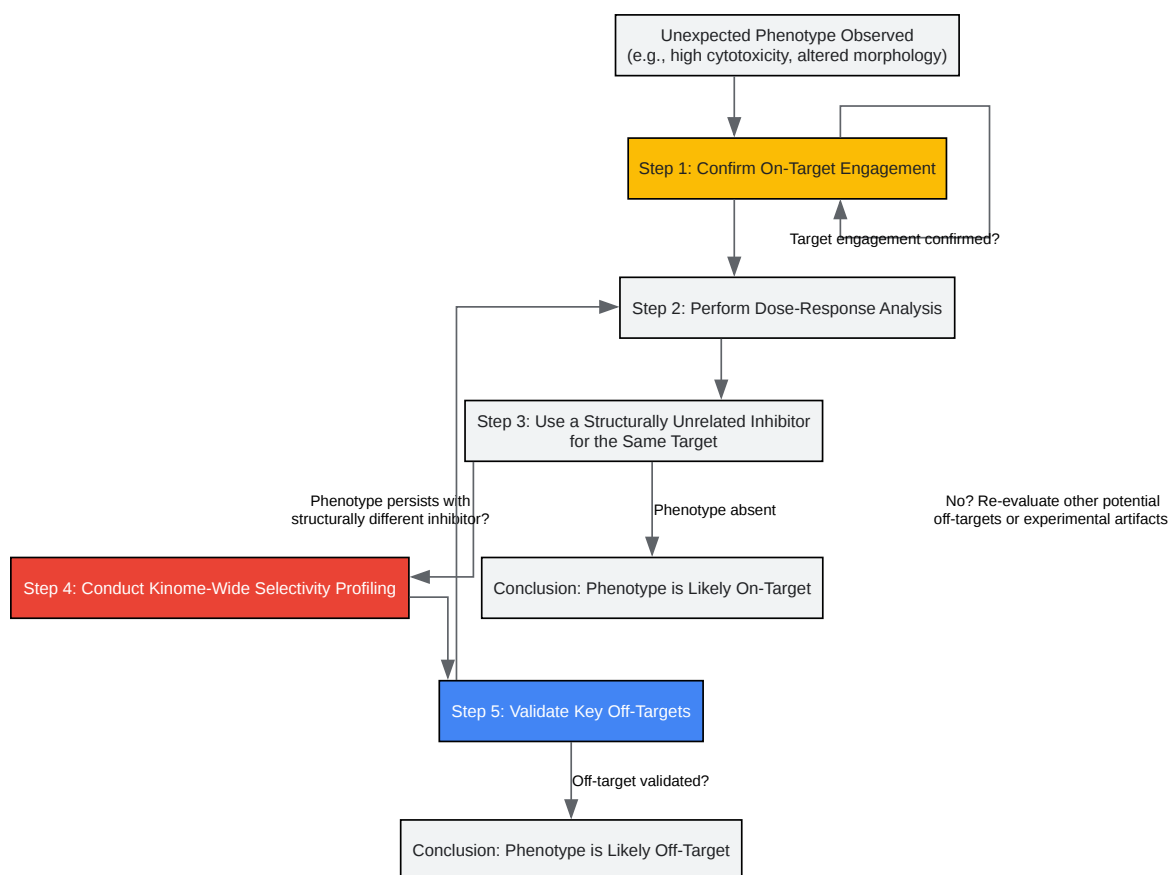 Unexpected Phenotype Observed
(e.g., high cytotoxicity, altered morphology)
Step 1: Confirm On-Target Engagement
Target engagement confirmed?
Step 2: Perform Dose-Response Analysis
Step 3: Use a Structurally Unrelated Inhibitor
for the Same Target
Phenotype persists with
structurally different inhibitor?
Phenotype absent
No? Re-evaluate other potential
off-targets or experimental artifacts
Step 4: Conduct Kinome-Wide Selectivity Profiling
Conclusion: Phenotype is Likely On-Target
Step 5: Validate Key Off-Targets
Off-target validated?
Conclusion: Phenotype is Likely Off-Target